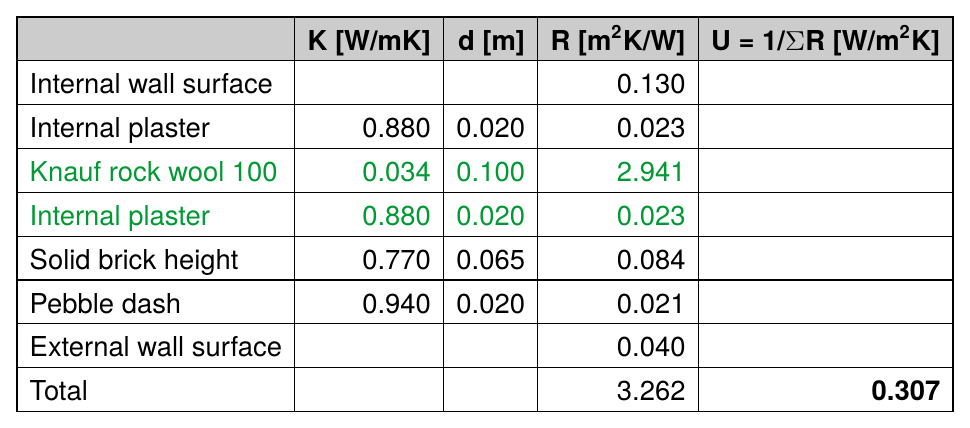 K [W/mK] d [m] R [m²K/W] U = 1/ΣR [W/m²K]
Internal wall surface 0.130
Internal plaster 0.880 0.020 0.023
Knauf rock wool 100 0.034 0.100 2.941
Internal plaster 0.880 0.020 0.023
Solid brick height 0.770 0.065 0.084
Pebble dash 0.940 0.020 0.021
External wall surface 0.040
Total 3.262 0.307